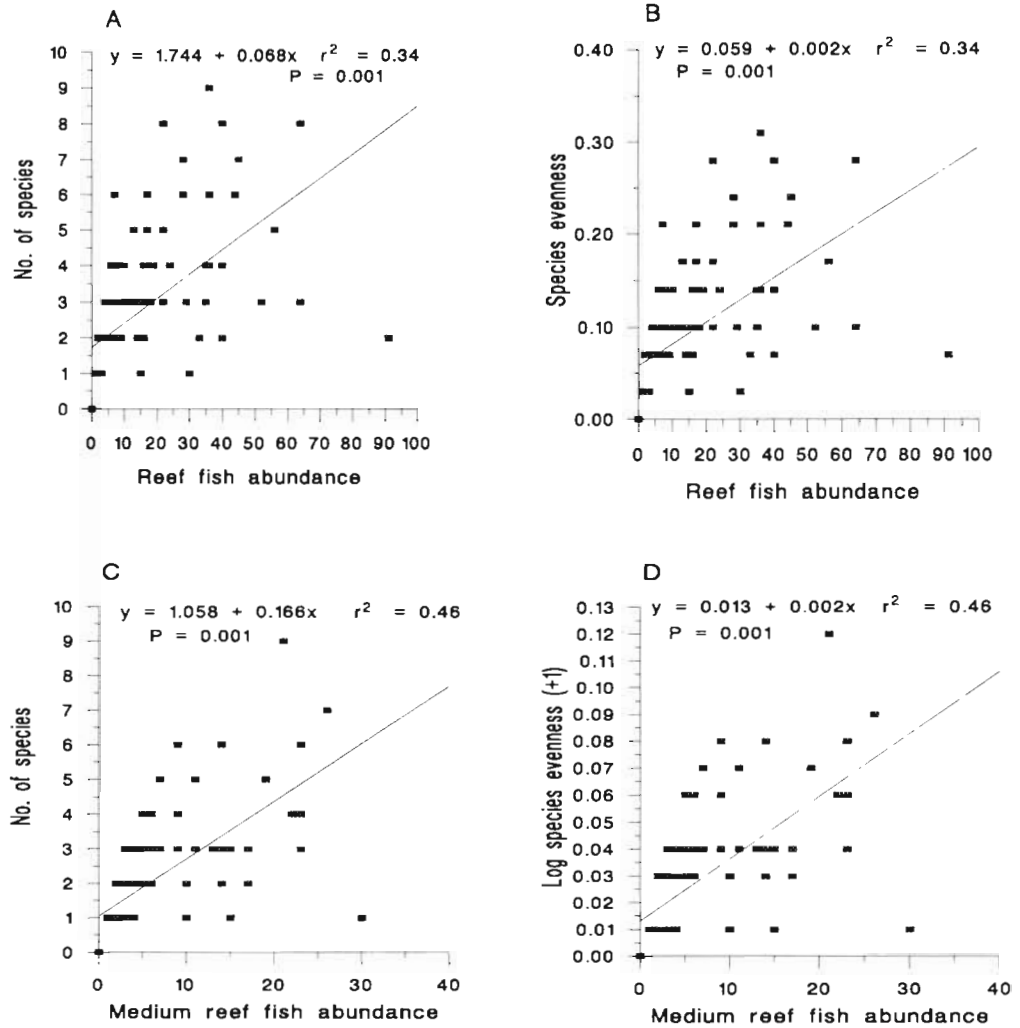 A
y = 1.744 + 0.068x r² = 0.34
P = 0.001
10
9
8
7
6
5
4
3
2
1
0
No. of species
0 10 20 30 40 50 60 70 80 90 100
Reef fish abundance
B
y = 0.059 + 0.002x r² = 0.34
P = 0.001
0.40
0.30
0.20
0.10
0.00
Species evenness
0 10 20 30 40 50 60 70 80 90 100
Reef fish abundance
C
y = 1.058 + 0.166x r² = 0.46
P = 0.001
10
9
8
7
6
5
4
3
2
1
0
No. of species
0 10 20 30 40
Medium reef fish abundance
D
y = 0.013 + 0.002x r² = 0.46
P = 0.001
0.13
0.12
0.11
0.10
0.09
0.08
0.07
0.06
0.05
0.04
0.03
0.02
0.01
0.00
Log species evenness (+1)
0 10 20 30 40
Medium reef fish abundance